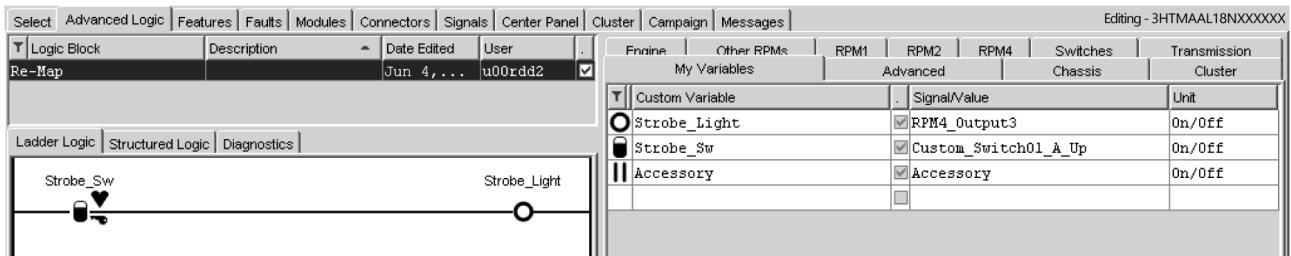 Select Advanced Logic Features Faults Modules Connectors Signals Center Panel Cluster Campaign Messages Editing - 3HTMAAL18NXXXXXX
Logic Block Description Date Edited User .
Re-Map Jun 4,... u00rdd2
Ladder Logic Structured Logic Diagnostics
Strobe_Sw Strobe_Light
Engine Other RPMs RPM1 RPM2 RPM4 Switches Transmission
My Variables Advanced Chassis Cluster
Custom Variable . Signal/Value Unit
Strobe_Light RPM4_Output3 On/Off
Strobe_Sw Custom_Switch01_A_Up On/Off
Accessory Accessory On/Off